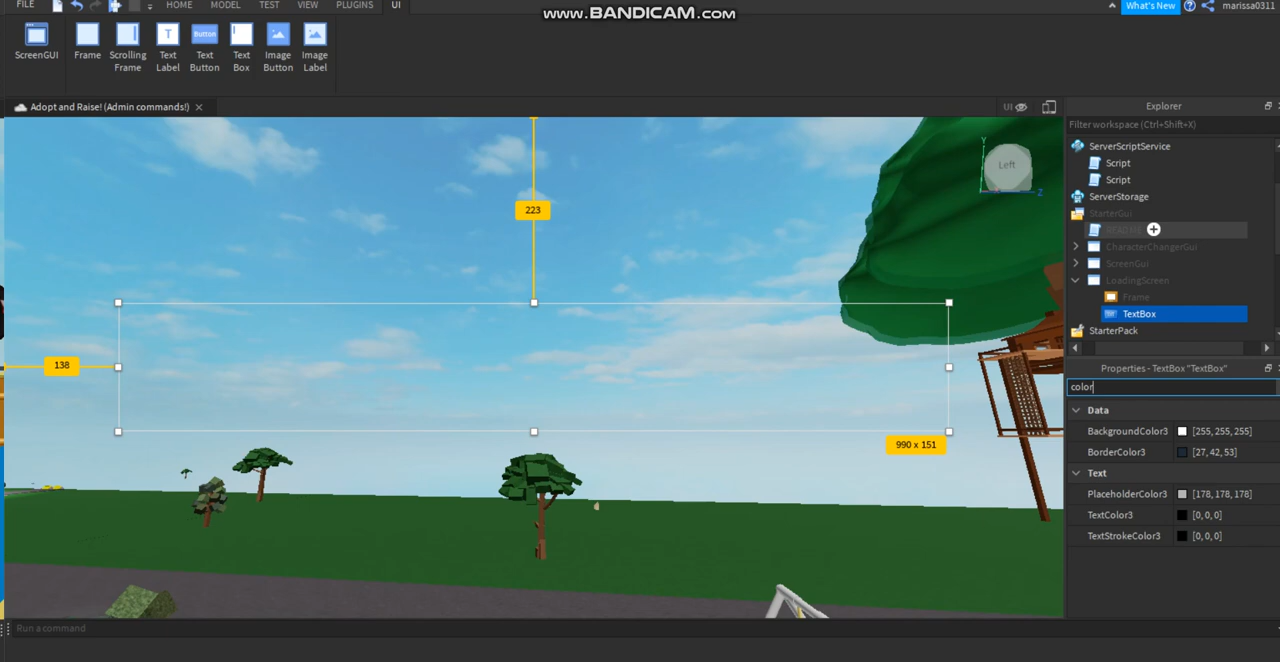 FILE HOME MODEL TEST VIEW PLUGINS UI
www.BANDICAM.com
What's New
marissa0311
ScreenGUI
Frame
Scrolling
Frame
Text
Label
T
Button
Text
Button
Text
Box
Image
Button
Image
Label
Adopt and Raise! (Admin commands!)
UI
Explorer
Filter workspace (Ctrl+Shift+X)
ServerScriptService
Script
Script
ServerStorage
StarterGui
README
CharacterChangerGui
ScreenGui
LoadingScreen
Frame
TextBox
StarterPack
Y
Left
Z
223
138
990 x 151
Properties - TextBox "TextBox"
color
Data
BackgroundColor3 [255, 255, 255]
BorderColor3 [27, 42, 53]
Text
PlaceholderColor3 [178, 178, 178]
TextColor3 [0, 0, 0]
TextStrokeColor3 [0, 0, 0]
Run a command